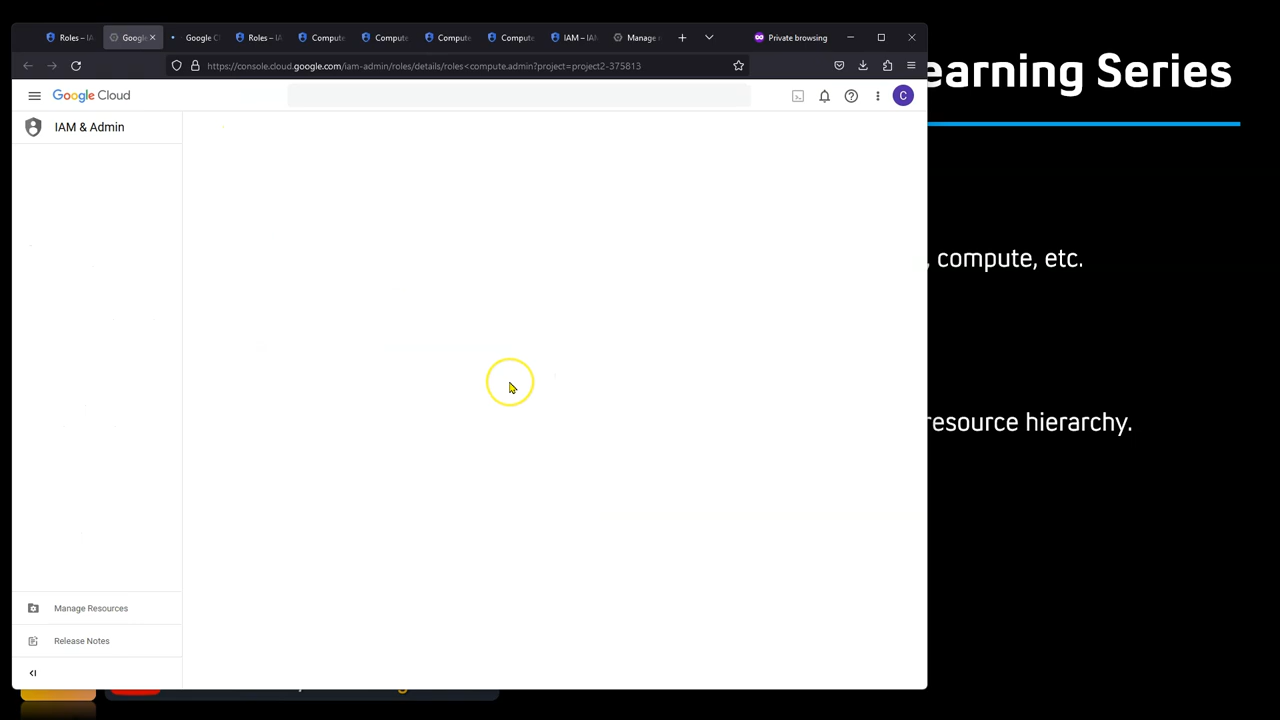 Roles – IA
Google
Google C
Roles – IA
Compute
Compute
Compute
Compute
IAM – IA
Manage
Private browsing
https://console.cloud.google.com/iam-admin/roles/details/roles<compute.admin?project=project2-375813
Google Cloud
C
IAM & Admin
Manage Resources
Release Notes
earning Series
, compute, etc.
resource hierarchy.